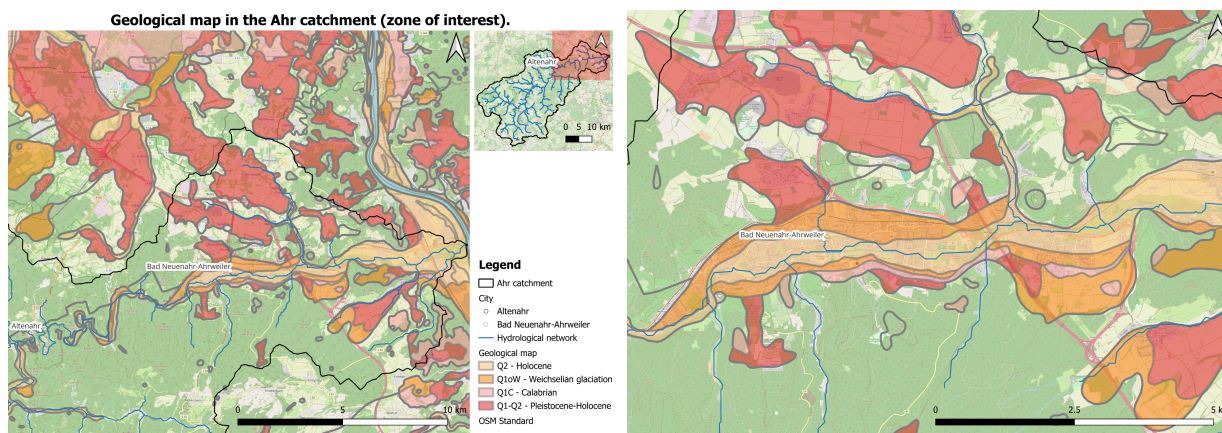 Geological map in the Ahr catchment (zone of interest).
Altenahr
0 5 10 km
Bad Neuenahr-Ahrweiler
Altenahr
0 5 10 km
Legend
Ahr catchment
City
Altenahr
Bad Neuenahr-Ahrweiler
Hydrological network
Geological map
Q2 - Holocene
Q1oW - Weichselian glaciation
Q1C - Calabrian
Q1-Q2 - Pleistocene-Holocene
OSM Standard
Bad Neuenahr-Ahrweiler
0 2.5 5 k